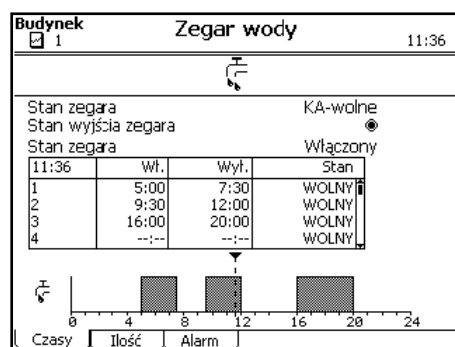 Budynek
1
Zegar wody
11:36
Stan zegara KA-wolne
Stan wyjścia zegara
Stan zegara Włączony
11:36 Wł. Wył. Stan
1 5:00 7:30 WOLNY
2 9:30 12:00 WOLNY
3 16:00 20:00 WOLNY
4 --:-- --:-- WOLNY
0 4 8 12 16 20 24
Czasy Ilość Alarm